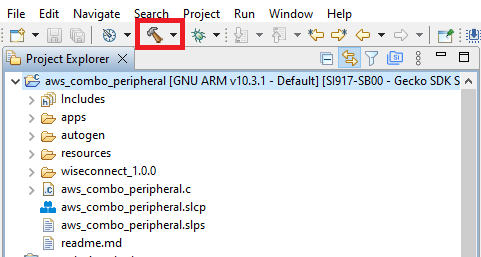 File Edit Navigate Search Project Run Window Help
Project Explorer
aws_combo_peripheral [GNU ARM v10.3.1 - Default] [SI917-SB00 - Gecko SDK S
Includes
apps
autogen
resources
wiseconnect_1.0.0
aws_combo_peripheral.c
aws_combo_peripheral.slcp
aws_combo_peripheral.slps
readme.md